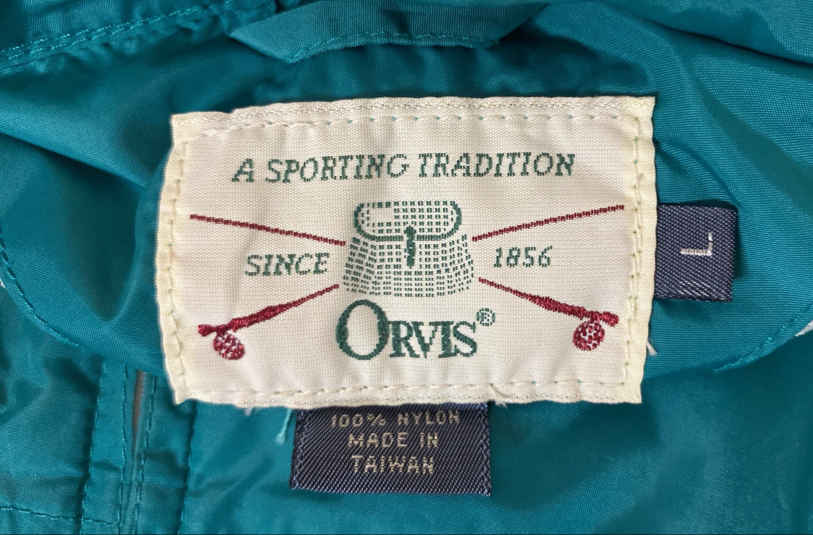 A SPORTING TRADITION
SINCE 1856
ORVIS®
L
100% NYLON
MADE IN
TAIWAN